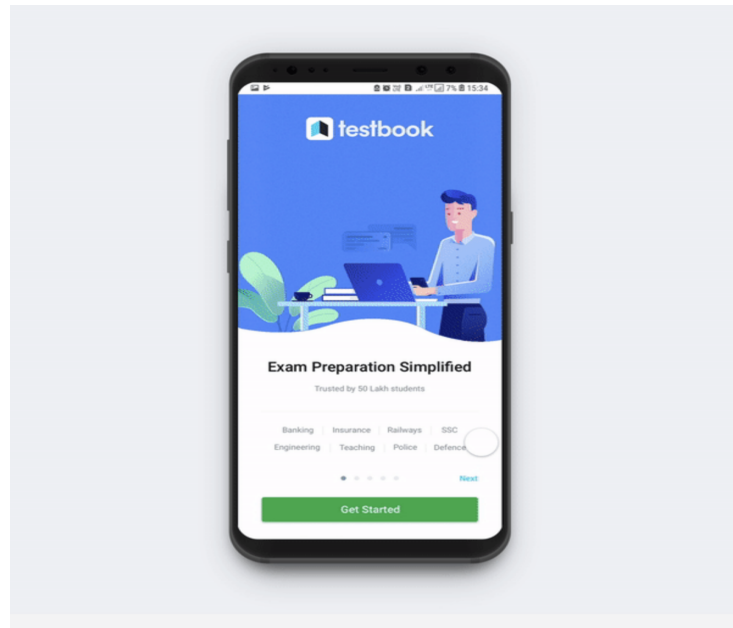 7% 15:34
testbook
Exam Preparation Simplified
Trusted by 50 Lakh students
Banking Insurance Railways SSC
Engineering Teaching Police Defence
Next
Get Started